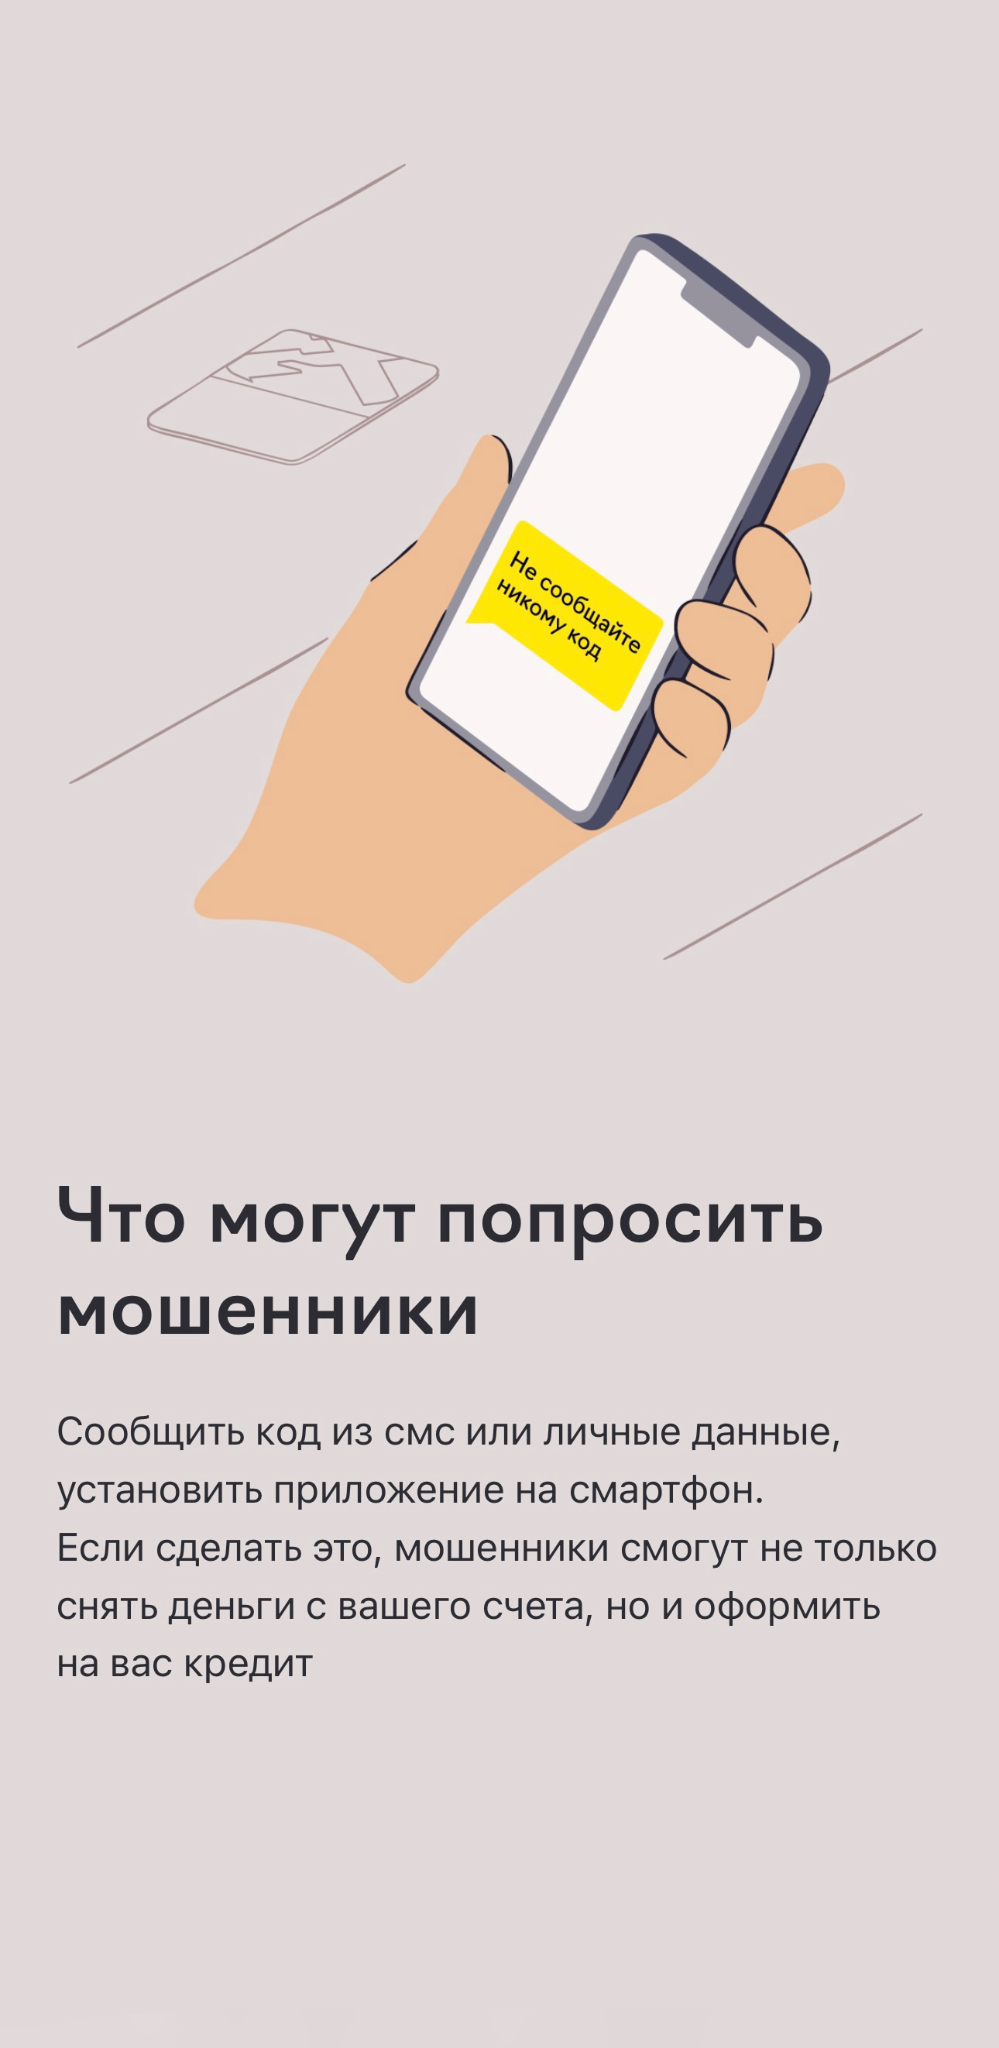 Не сообщайте
никому код
Что могут попросить
мошенники
Сообщить код из смс или личные данные,
установить приложение на смартфон.
Если сделать это, мошенники смогут не только
снять деньги с вашего счета, но и оформить
на вас кредит